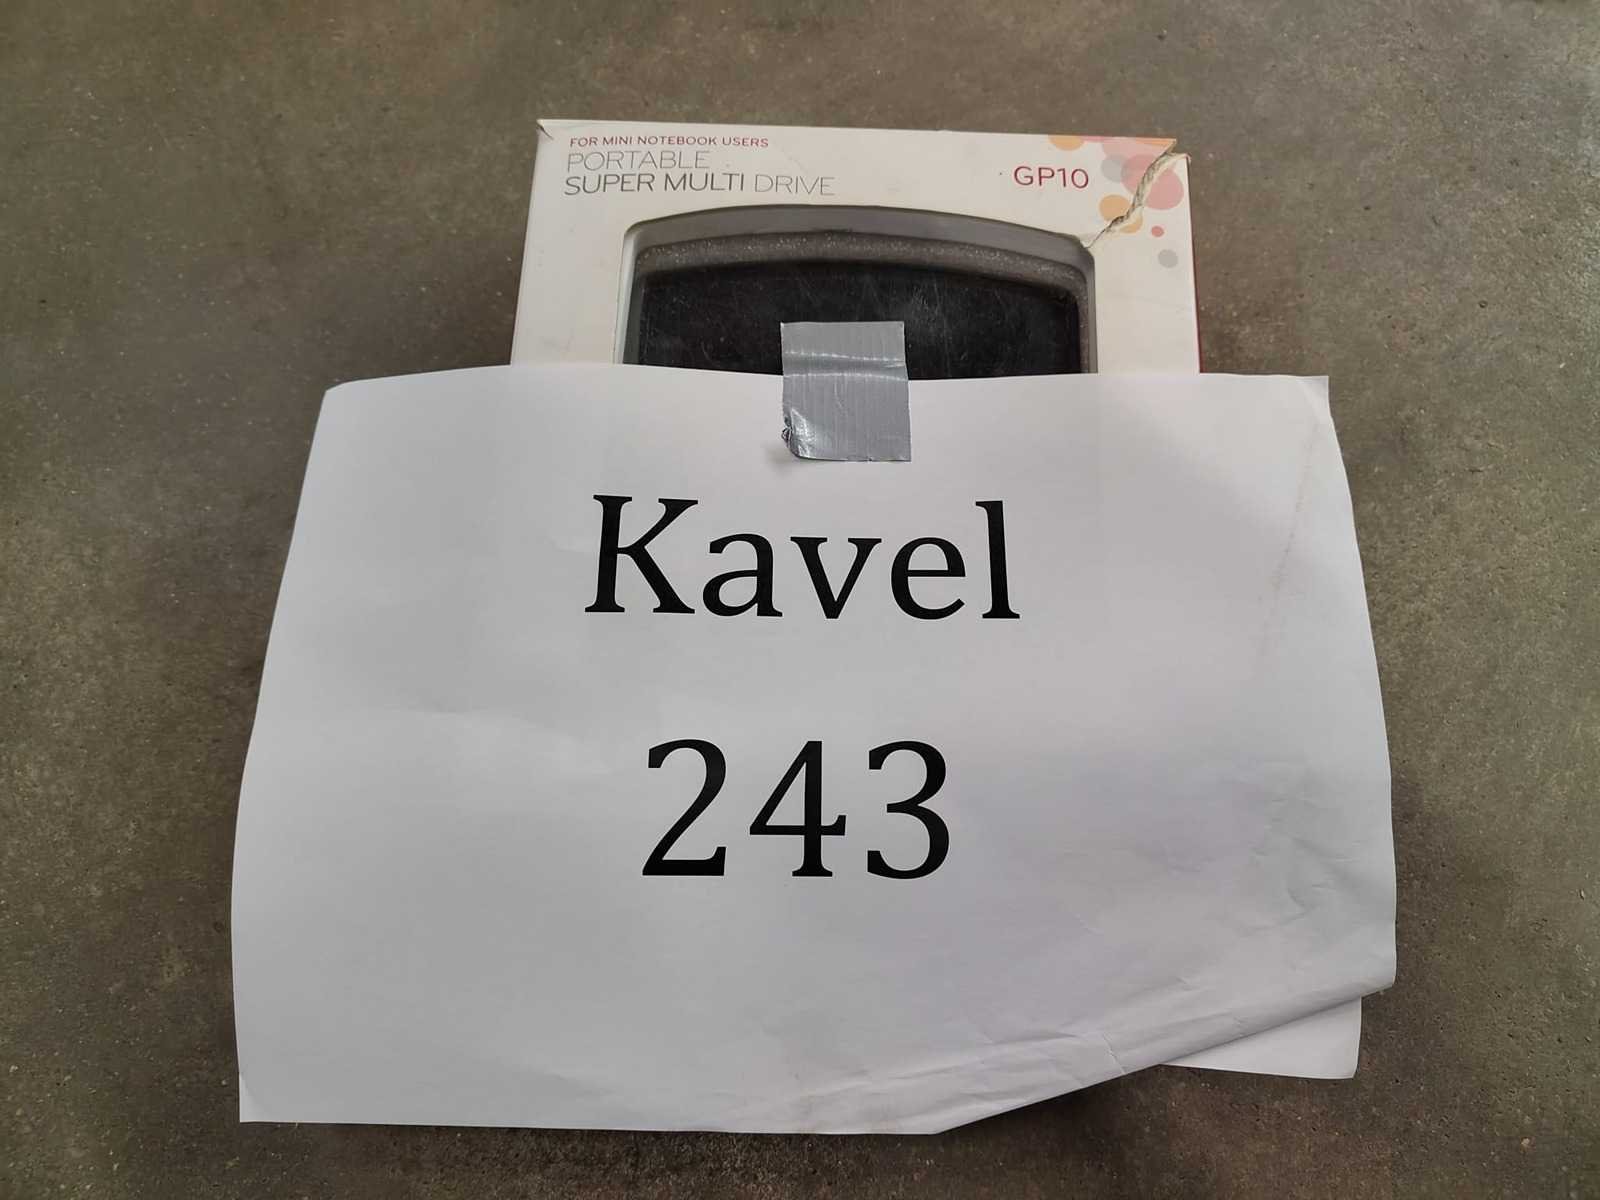 FOR MINI NOTEBOOK USERS
PORTABLE
SUPER MULTI DRIVE
GP10
Kavel
243